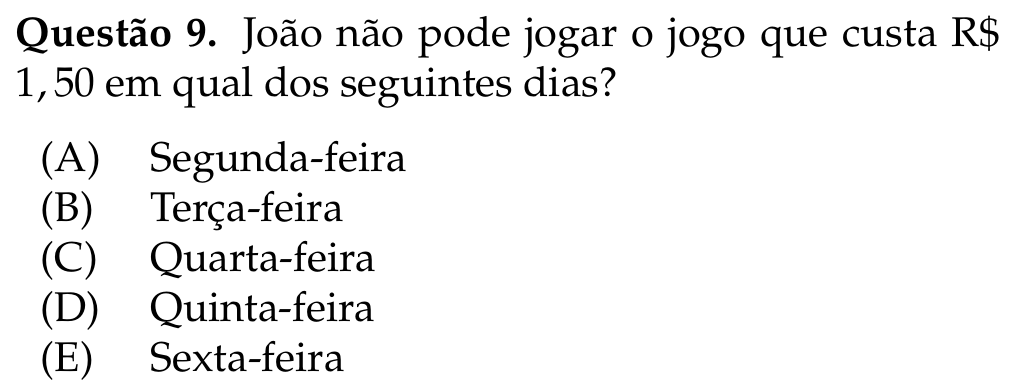 Questão 9. João não pode jogar o jogo que custa R$
1,50 em qual dos seguintes dias?
(A) Segunda-feira
(B) Terça-feira
(C) Quarta-feira
(D) Quinta-feira
(E) Sexta-feira